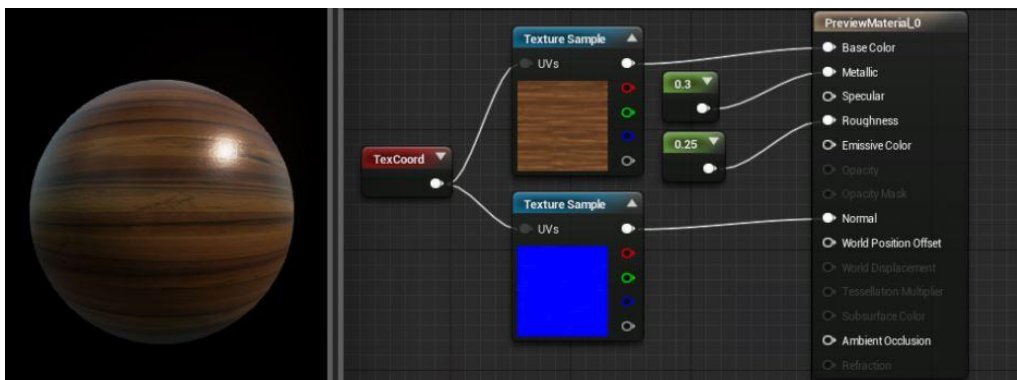 TexCoord
Texture Sample
UVs
Texture Sample
UVs
0.3
0.25
PreviewMaterial_0
Base Color
Metallic
Specular
Roughness
Emissive Color
Opacity
Opacity Mask
Normal
World Position Offset
World Displacement
Tessellation Multiplier
Subsurface Color
Ambient Occlusion
Refraction